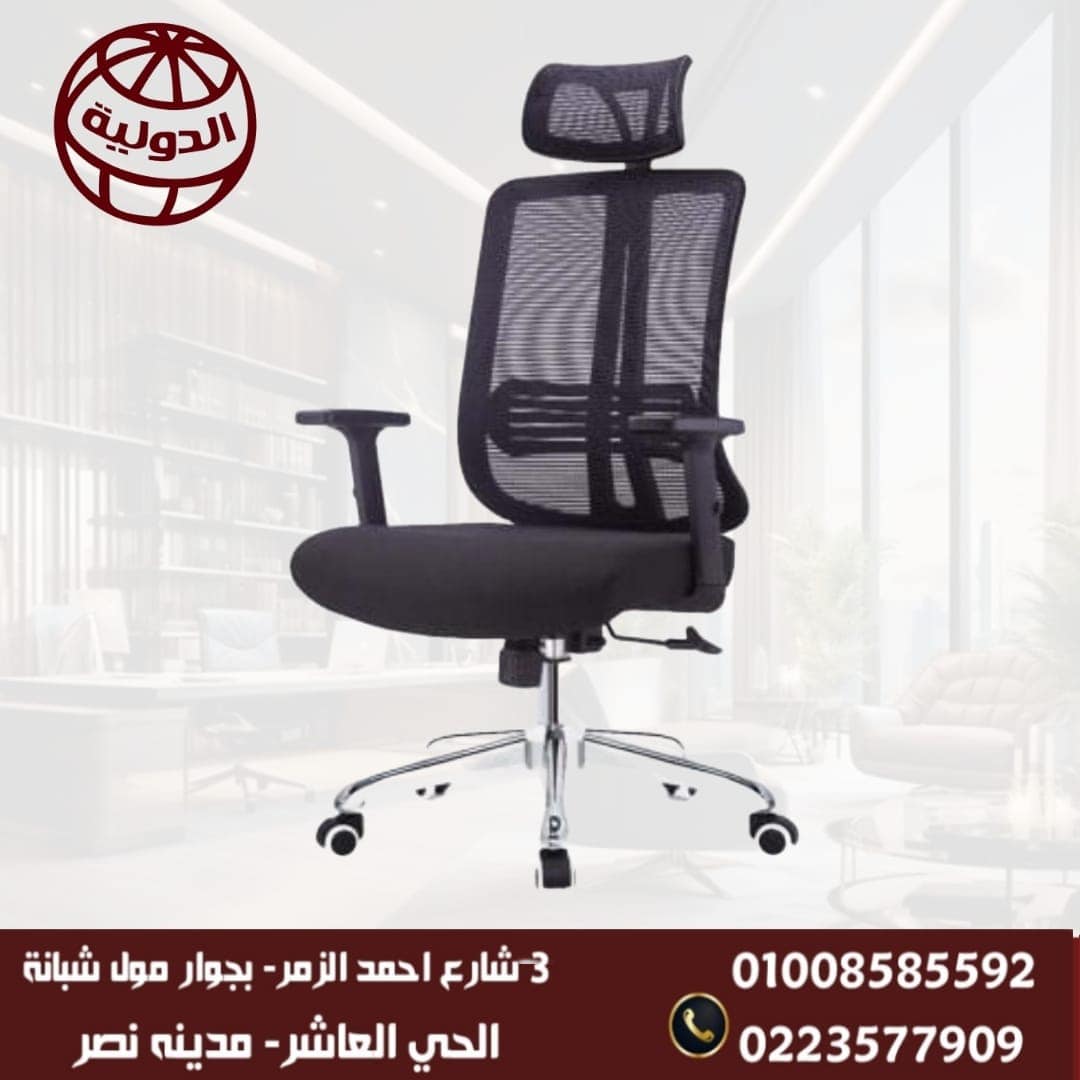 الدولية
3-شارع احمد الزمر- بجوار مول شبانة
الحي العاشر- مدينه نصر
01008585592
0223577909